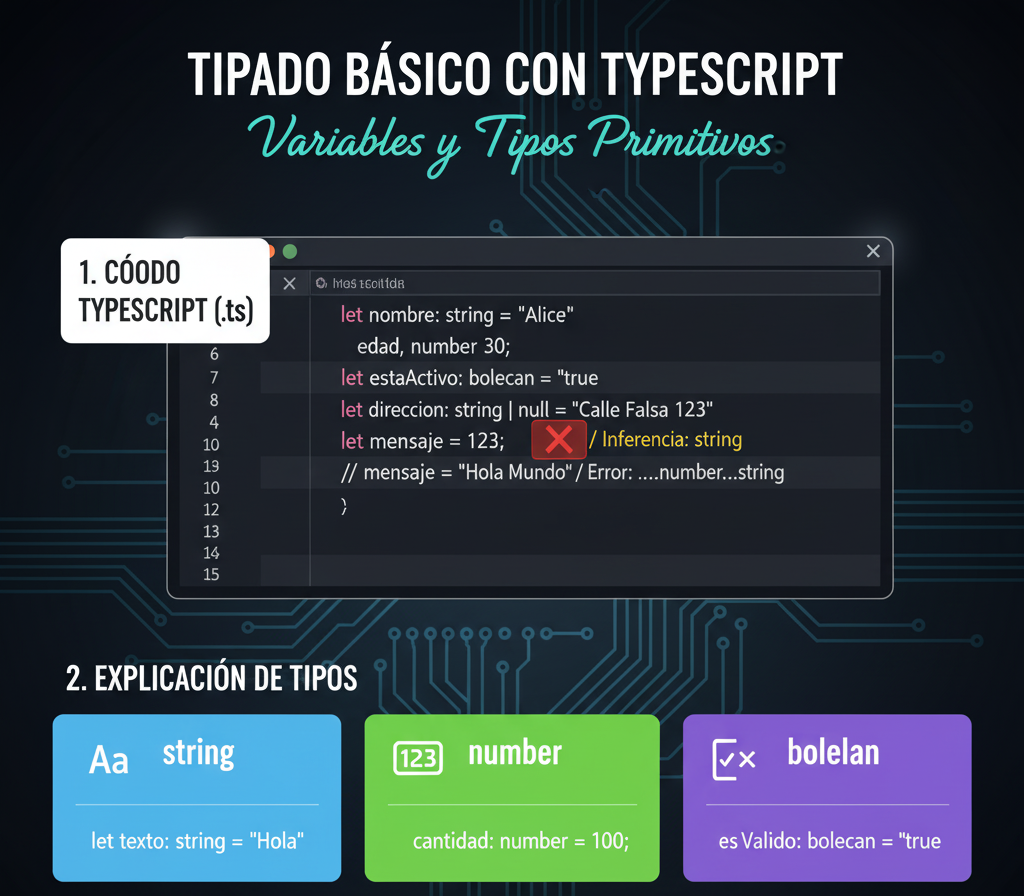 TIPADO BÁSICO CON TYPESCRIPT
Variables y Tipos Primitivos
1. CÓODO
TYPESCRIPT (.ts)
let nombre: string = "Alice"
6 edad, number 30;
7 let estaActivo: bolecan = "true
8 let direccion: string | null = "Calle Falsa 123"
4
10 let mensaje = 123; / Inferencia: string
19
10 // mensaje = "Hola Mundo" / Error: ....number...string
12 }
13
14
15
2. EXPLICACIÓN DE TIPOS
Aa string
let texto: string = "Hola"
123 number
cantidad: number = 100;
bolelan
es Valido: bolecan = "true